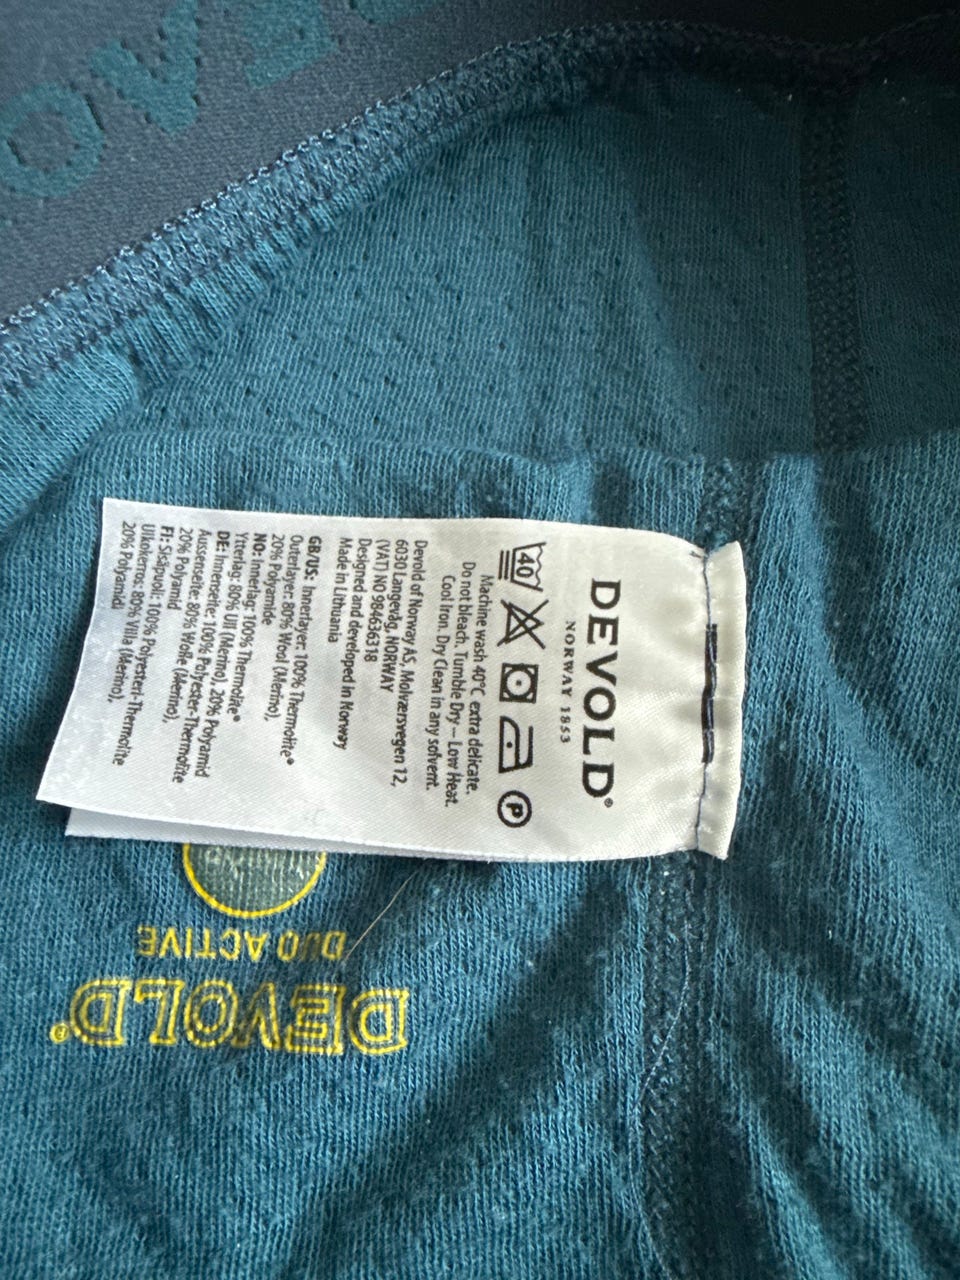 DEVOLD®
NORWAY 1853
40
P
Machine wash 40°C extra delicate.
Do not bleach. Tumble Dry – Low Heat.
Cool Iron. Dry Clean in any solvent.
Devold of Norway AS, Molværsvegen 12,
6030 Langevåg, NORWAY
(VAT) NO 984636318
Designed and developed in Norway
Made in Lithuania
GB/US: Innerlayer: 100% Thermolite®
Outerlayer: 80% Wool (Merino),
20% Polyamide
NO: Innerlag: 100% Thermolite®
Ytterlag: 80% Ull (Merino), 20% Polyamid
DE: Innenseite: 100% Polyester-Thermolite
Aussenseite: 80% Wolle (Merino),
20% Polyamid
FI: Sisäpuoli: 100% Polyesteri-Thermolite
Ulkokerros: 80% Villa (Merino),
20% Polyamidi
DEVOLD®
DUO ACTIVE